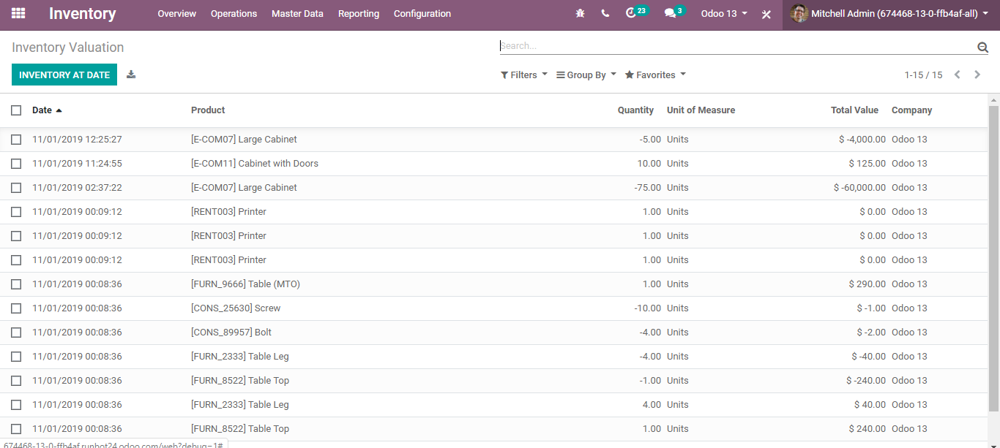 Inventory Overview Operations Master Data Reporting Configuration 23 3 Odoo 13 Mitchell Admin (674468-13-0-ffb4af-all)
Inventory Valuation Search...
INVENTORY AT DATE Filters Group By Favorites 1-15 / 15
Date Product Quantity Unit of Measure Total Value Company
11/01/2019 12:25:27 [E-COM07] Large Cabinet -5.00 Units $ -4,000.00 Odoo 13
11/01/2019 11:24:55 [E-COM11] Cabinet with Doors 10.00 Units $ 125.00 Odoo 13
11/01/2019 02:37:22 [E-COM07] Large Cabinet -75.00 Units $ -60,000.00 Odoo 13
11/01/2019 00:09:12 [RENT003] Printer 1.00 Units $ 0.00 Odoo 13
11/01/2019 00:09:12 [RENT003] Printer 1.00 Units $ 0.00 Odoo 13
11/01/2019 00:09:12 [RENT003] Printer 1.00 Units $ 0.00 Odoo 13
11/01/2019 00:08:36 [FURN_9666] Table (MTO) 1.00 Units $ 290.00 Odoo 13
11/01/2019 00:08:36 [CONS_25630] Screw -10.00 Units $ -1.00 Odoo 13
11/01/2019 00:08:36 [CONS_89957] Bolt -4.00 Units $ -2.00 Odoo 13
11/01/2019 00:08:36 [FURN_2333] Table Leg -4.00 Units $ -40.00 Odoo 13
11/01/2019 00:08:36 [FURN_8522] Table Top -1.00 Units $ -240.00 Odoo 13
11/01/2019 00:08:36 [FURN_2333] Table Leg 4.00 Units $ 40.00 Odoo 13
11/01/2019 00:08:36 [FURN_8522] Table Top 1.00 Units $ 240.00 Odoo 13
674468-13-0-ffb4af.runbot24.odoo.com/web?debug=1#